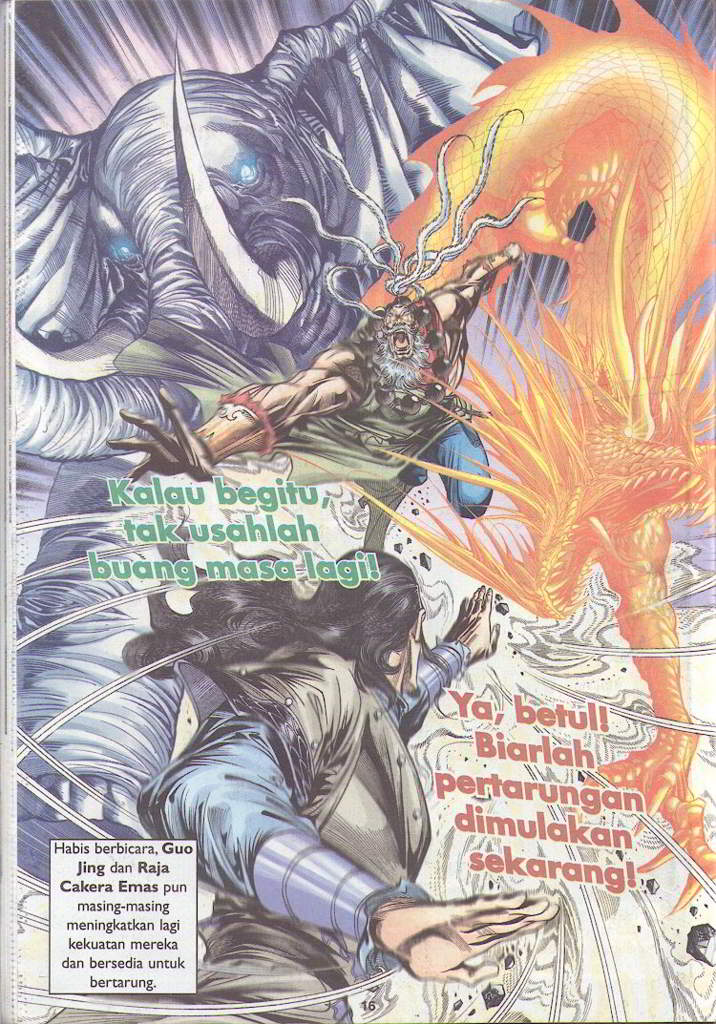 Kalau begitu,
tak usahlah
buang masa lagi!
Ya, betul!
Biarlah
pertarungan
dimulakan
sekarang!
Habis berbicara, Guo
Jing dan Raja
Cakera Emas pun
masing-masing
meningkatkan lagi
kekuatan mereka
dan bersedia untuk
bertarung.
16